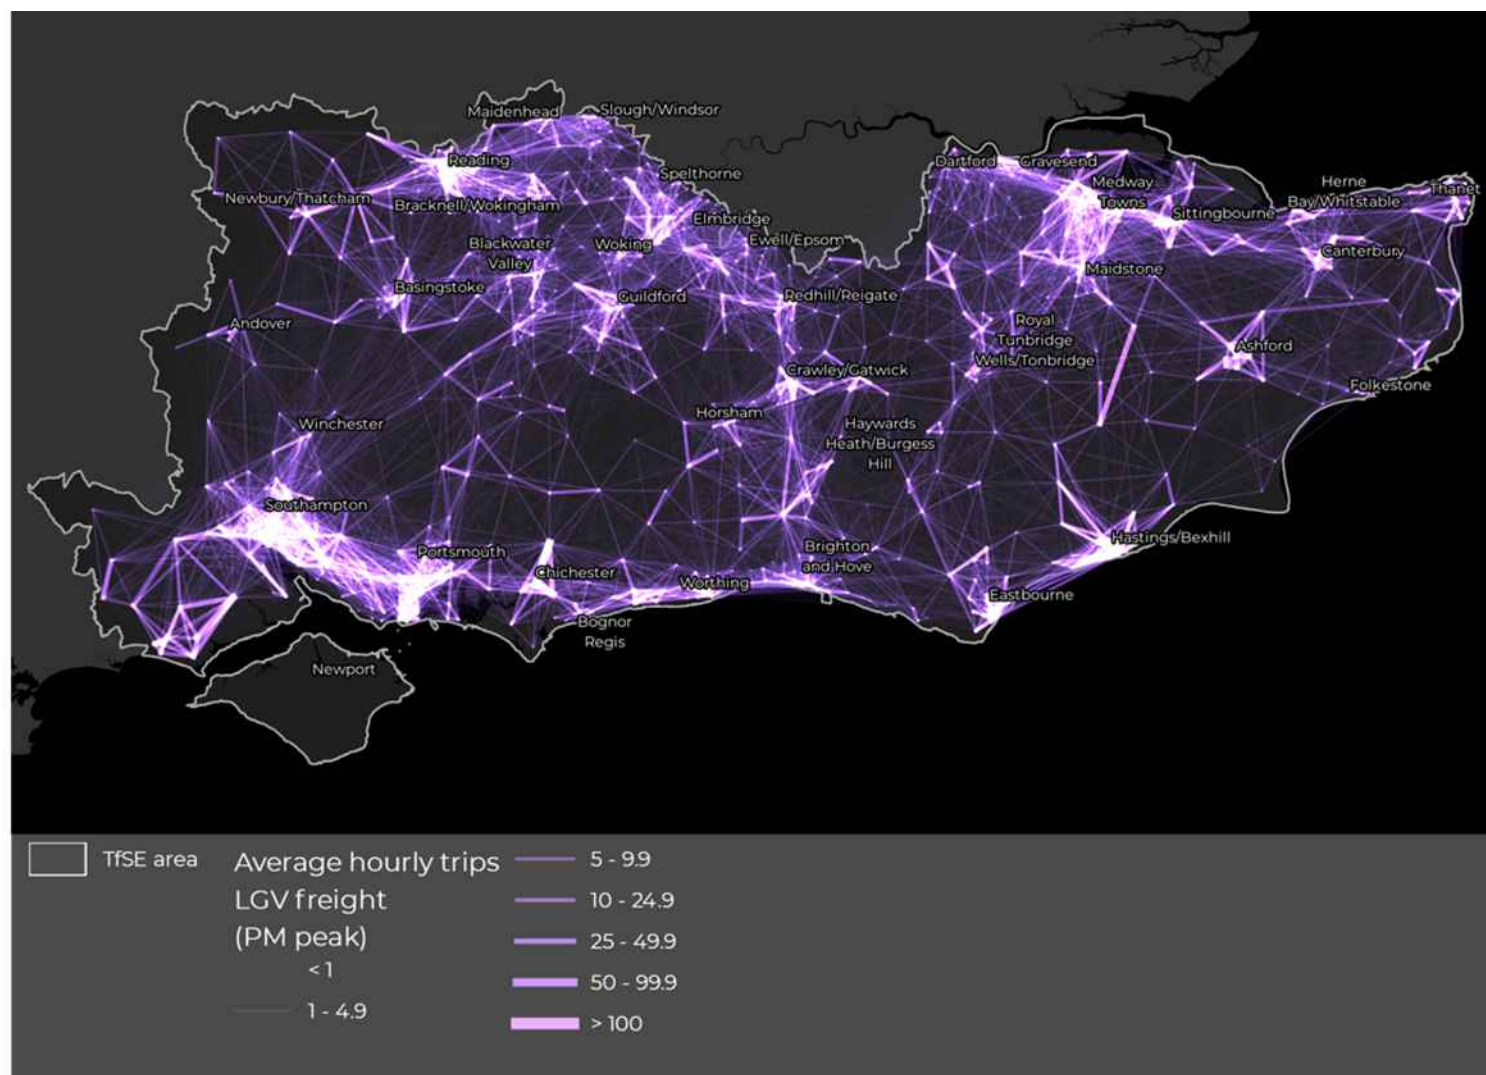 Maidenhead
Slough/Windsor
Reading
Spelthorne
Dartford
Gravesend
Medway
Towns
Herne
Bay/Whitstable
Thanet
Newbury/Thatcham
Bracknell/Wokingham
Elmbridge
Sittingbourne
Blackwater
Valley
Woking
Ewell/Epsom
Canterbury
Maidstone
Basingstoke
Guildford
Redhill/Reigate
Andover
Royal
Tunbridge
Wells/Tonbridge
Ashford
Crawley/Gatwick
Folkestone
Winchester
Horsham
Haywards
Heath/Burgess
Hill
Southampton
Portsmouth
Chichester
Brighton
and Hove
Hastings/Bexhill
Worthing
Eastbourne
Bognor
Regis
Newport
TfSE area
Average hourly trips
LGV freight
(PM peak)
< 1
1 - 4.9
5 - 9.9
10 - 24.9
25 - 49.9
50 - 99.9
> 100